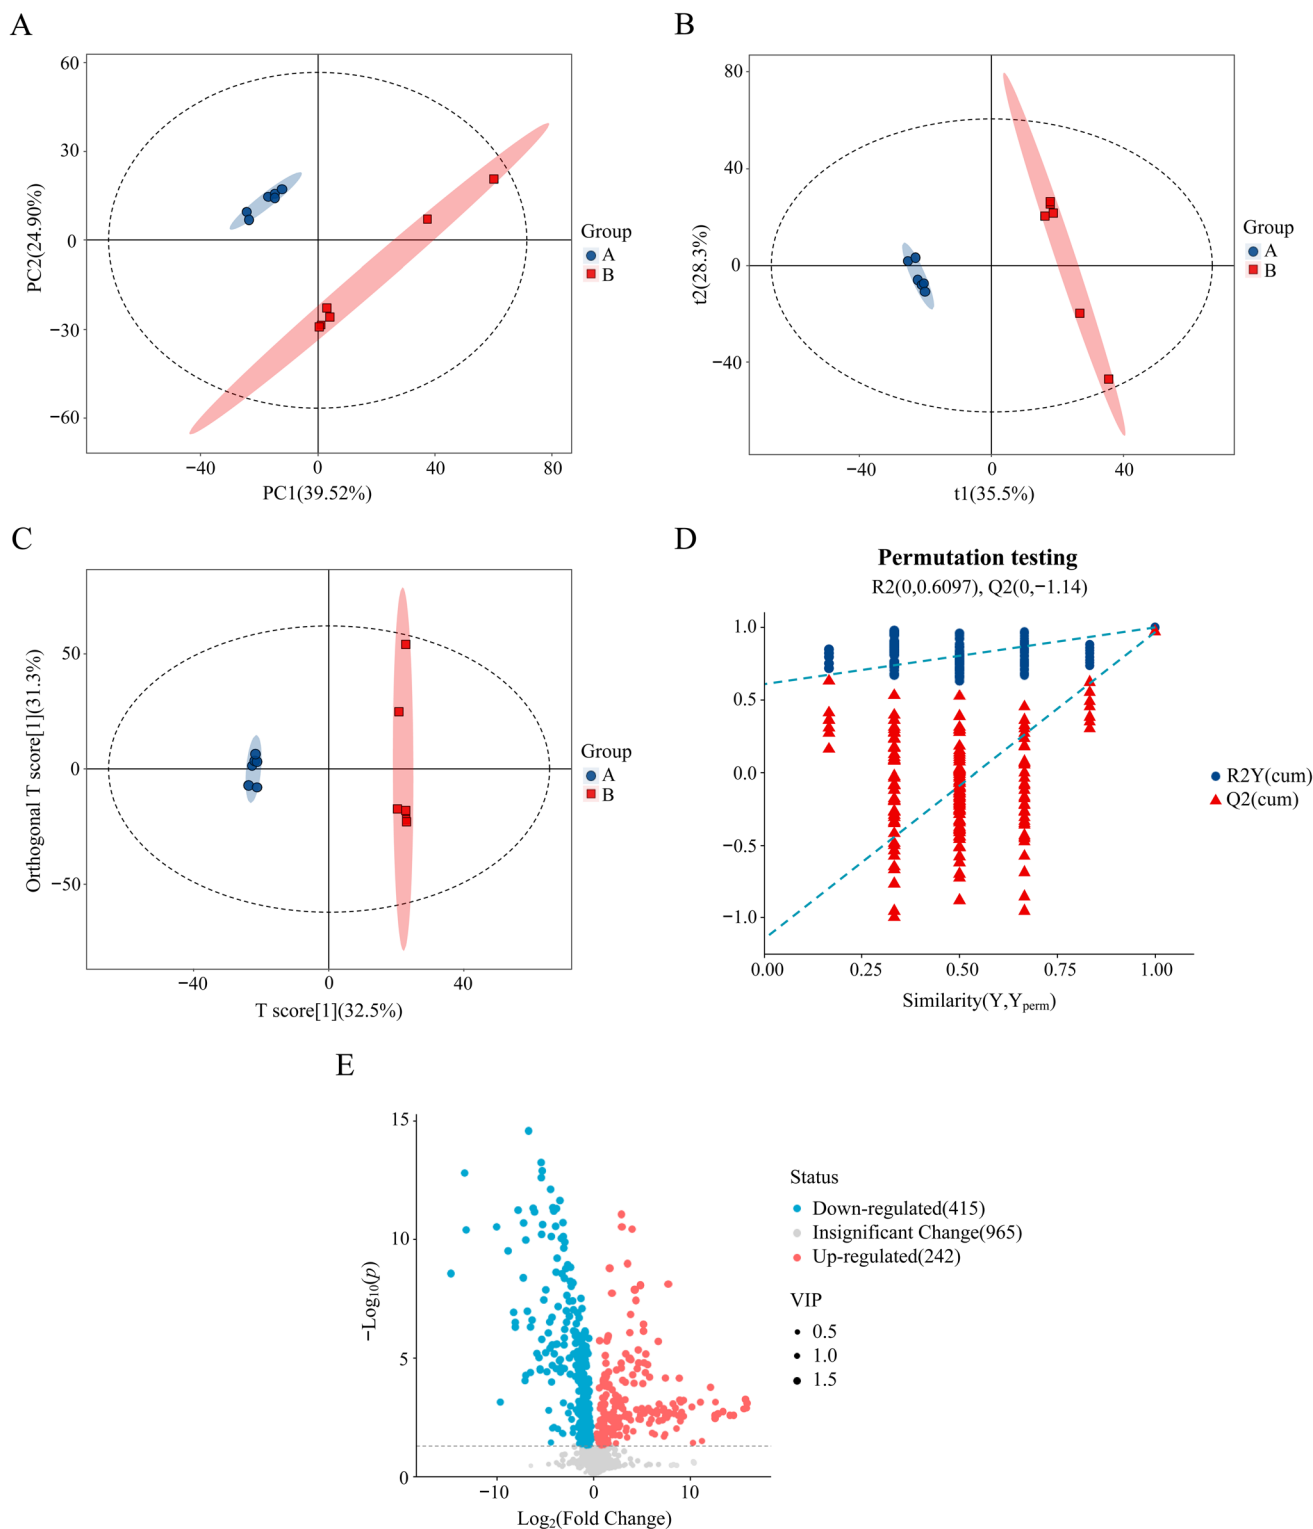 A
60
30
0
−30
−60
−40
0
40
80
PC2(24.90%)
PC1(39.52%)
Group
A
B
B
80
40
0
−40
−40
0
40
t2(28.3%)
t1(35.5%)
Group
A
B
C
50
0
−50
−40
0
40
Orthogonal T score[1](31.3%)
T score[1](32.5%)
Group
A
B
D
Permutation testing
R2(0,0.6097), Q2(0,−1.14)
1.0
0.5
0.0
−0.5
−1.0
0.00
0.25
0.50
0.75
1.00
Similarity(Y,Yperm)
R2Y(cum)
Q2(cum)
E
15
10
5
0
−10
0
10
−Log10(p)
Log2(Fold Change)
Status
Down-regulated(415)
Insignificant Change(965)
Up-regulated(242)
VIP
0.5
1.0
1.5